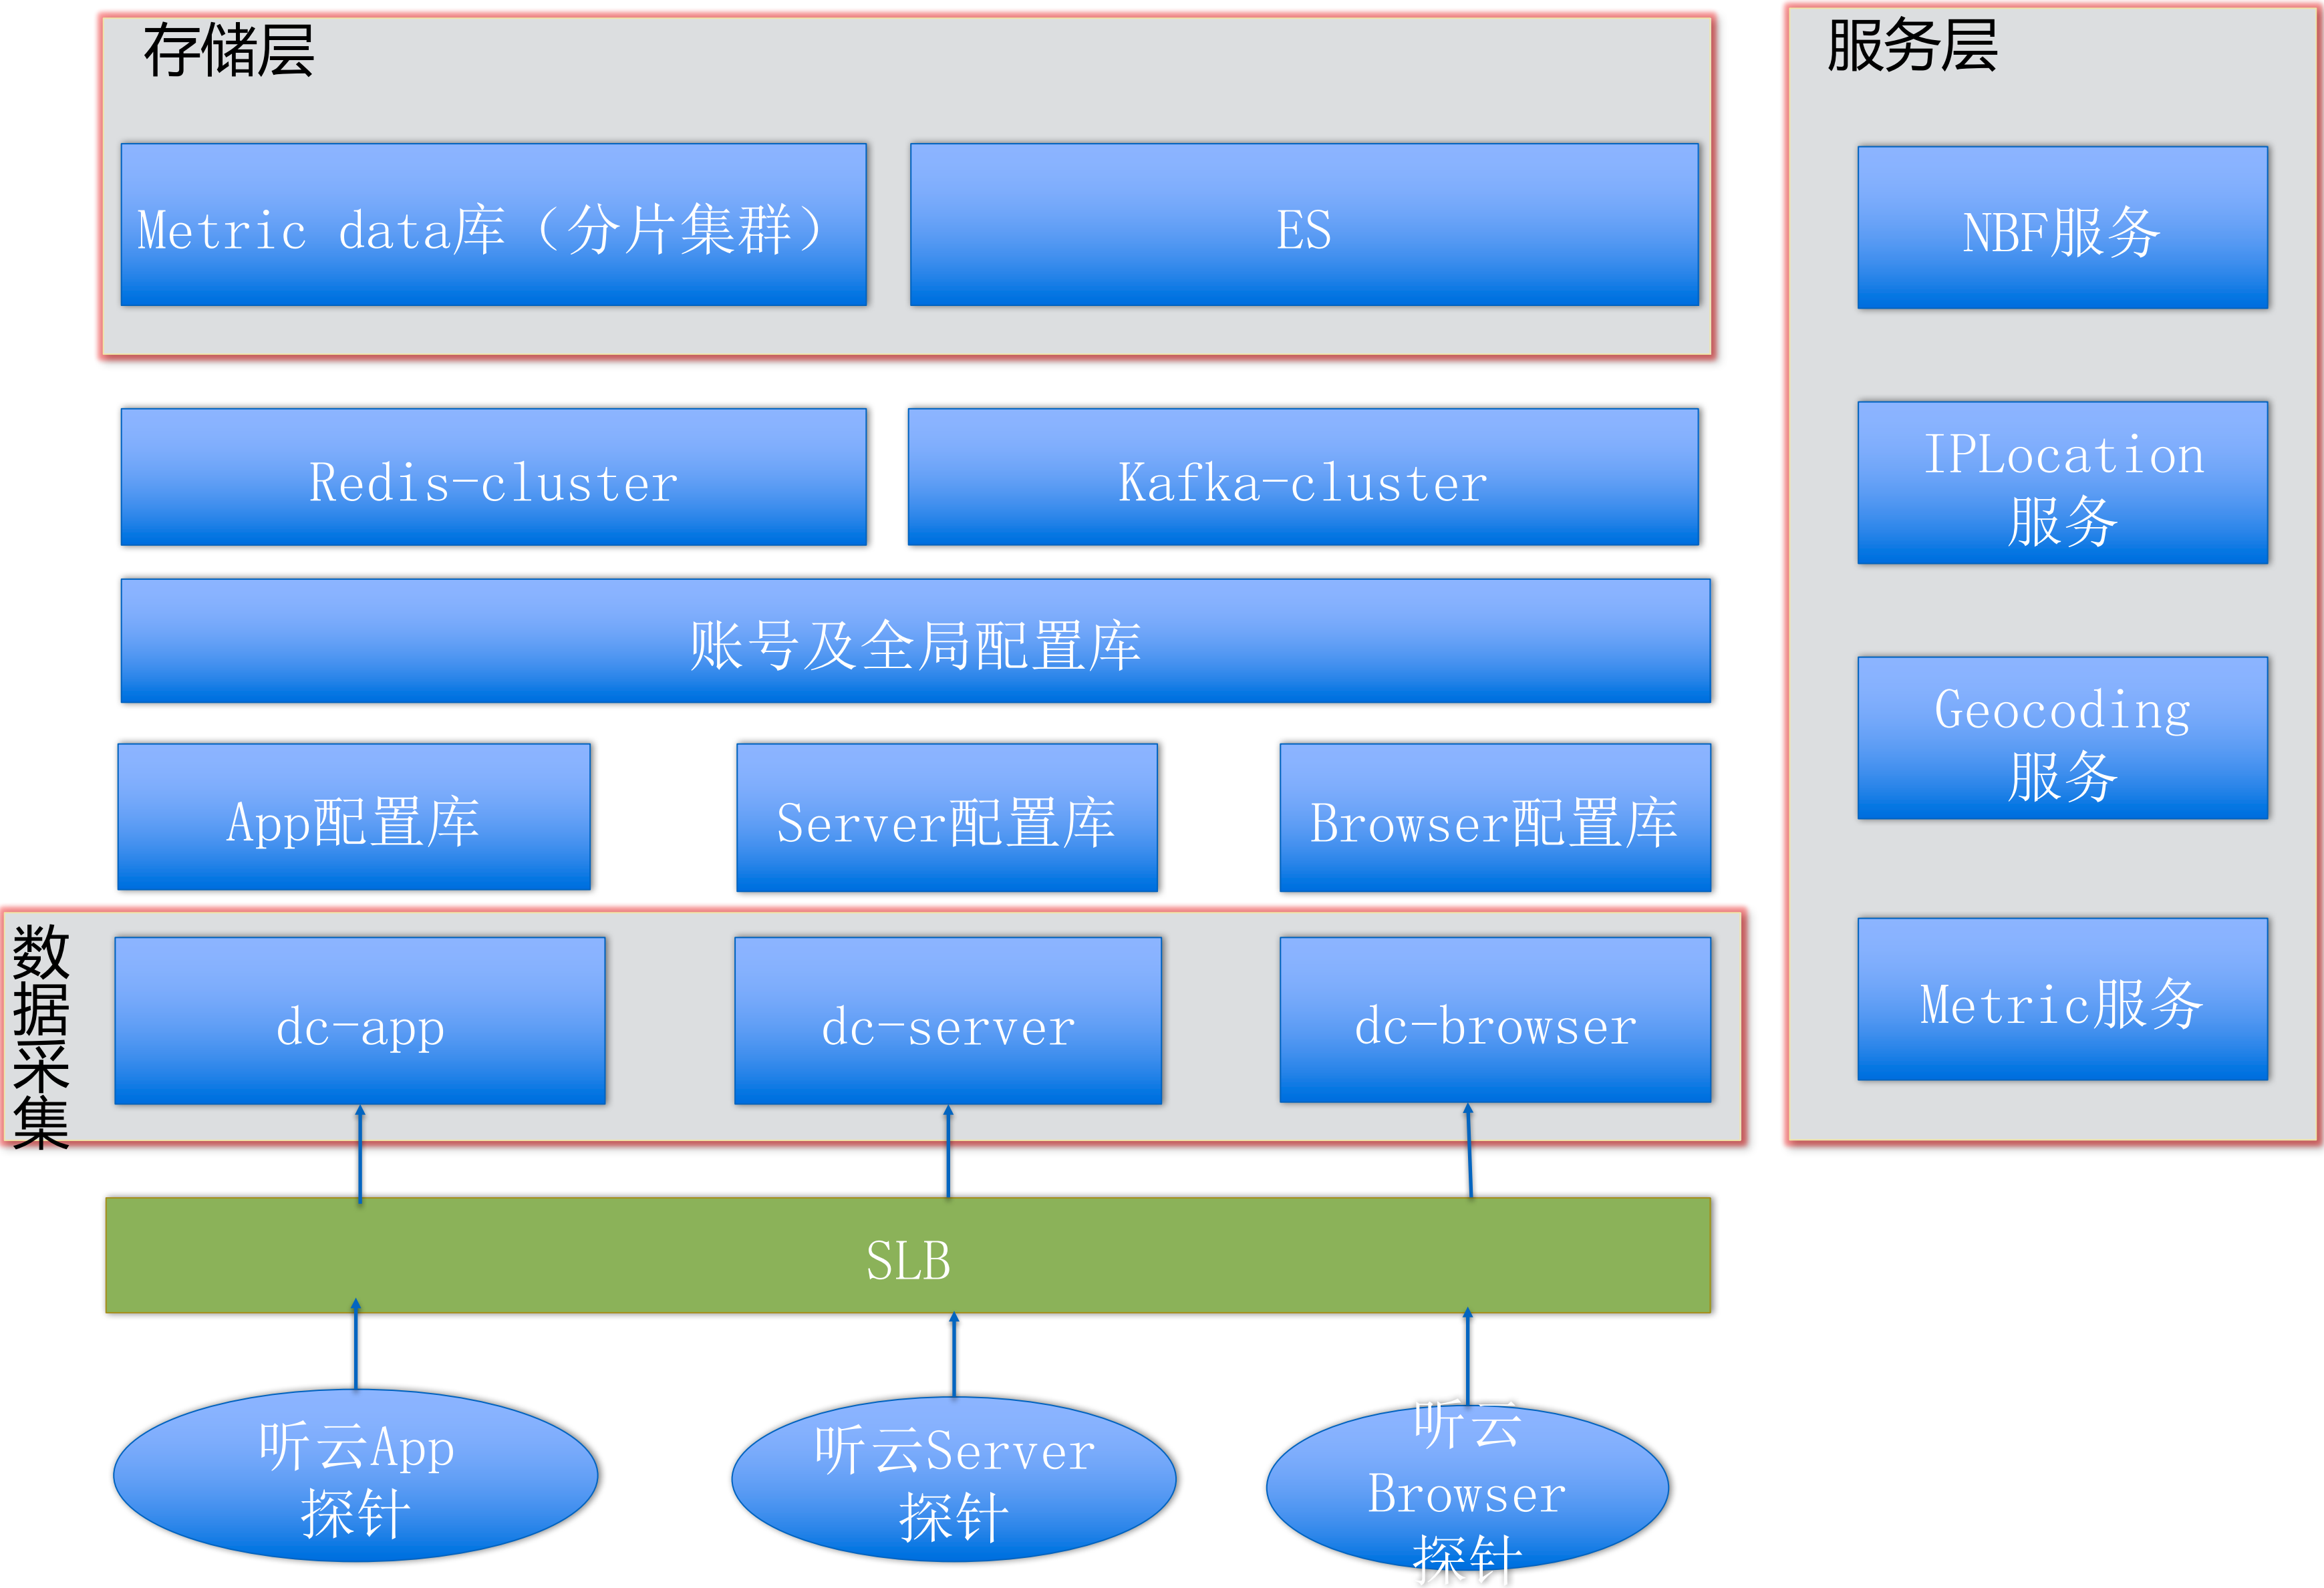 存储层
Metric data库（分片集群）
ES
Redis-cluster
Kafka-cluster
账号及全局配置库
App配置库
Server配置库
Browser配置库
数
据
采
集
dc-app
dc-server
dc-browser
SLB
听云App
探针
听云Server
探针
听云
Browser
探针
服务层
NBF服务
IPLocation
服务
Geocoding
服务
Metric服务